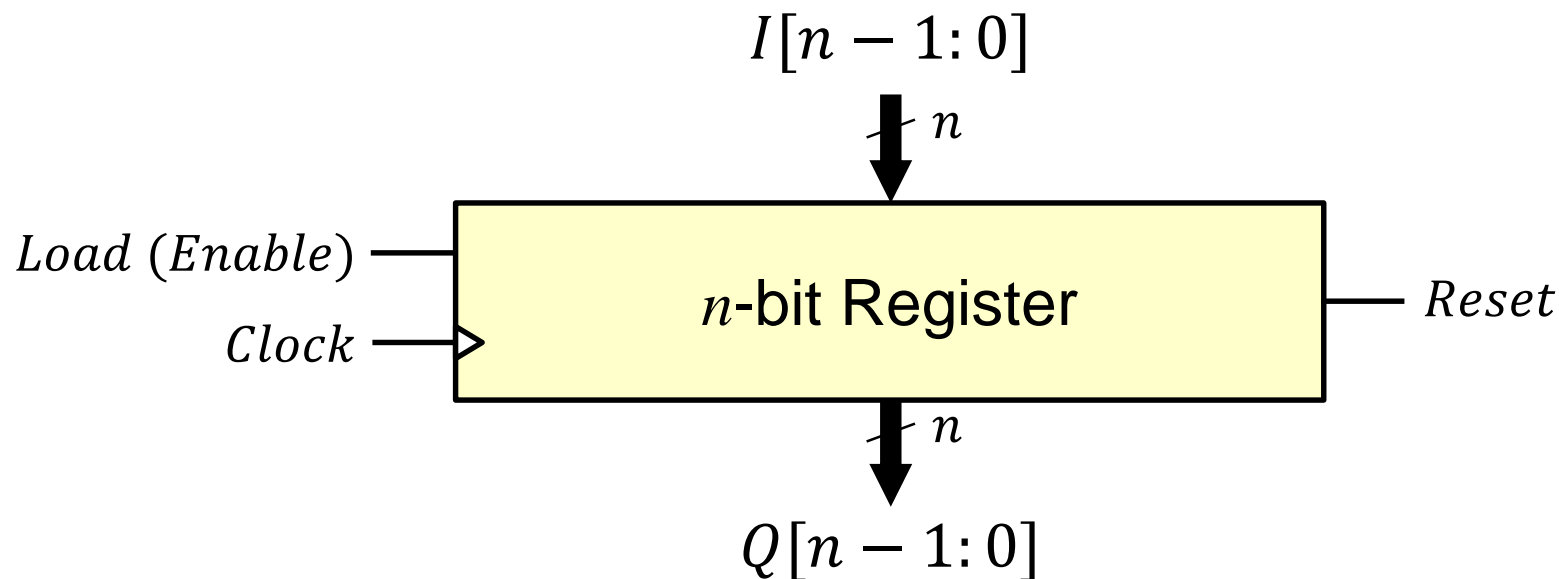 I[n − 1: 0]
n
Load (Enable)
n-bit Register
Reset
Clock
n
Q[n − 1: 0]